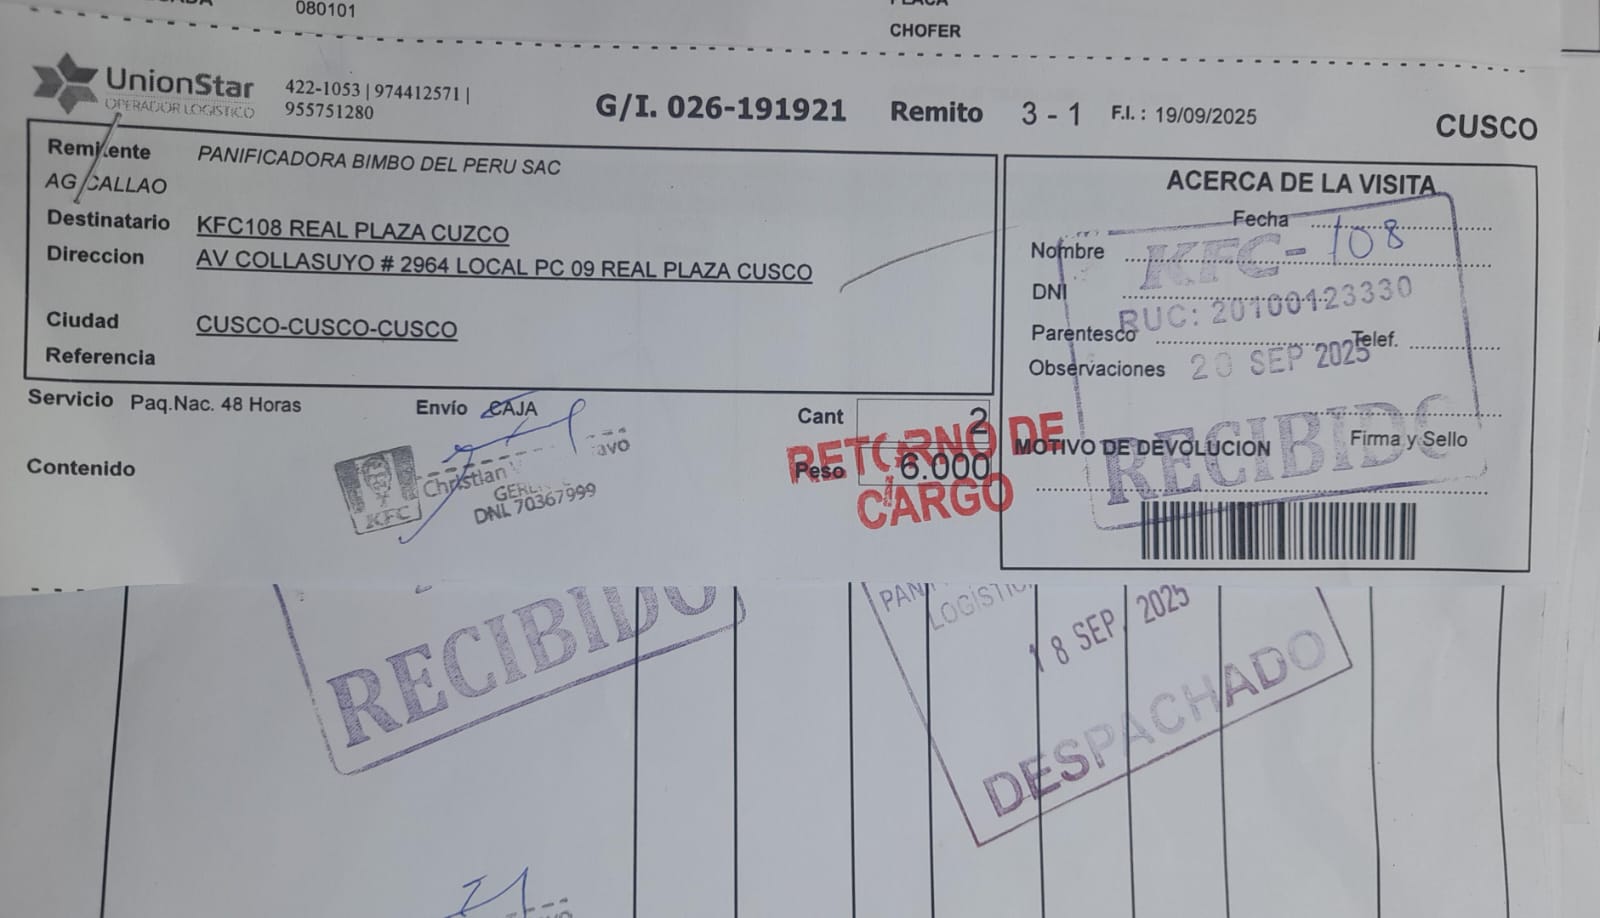 080101
CHOFER
UnionStar
OPERADOR LOGISTICO
422-1053 | 974412571 |
955751280
G/I. 026-191921 Remito 3 - 1 F.I. : 19/09/2025
CUSCO
Remitente PANIFICADORA BIMBO DEL PERU SAC
AG CALLAO
Destinatario KFC108 REAL PLAZA CUZCO
Direccion AV COLLASUYO # 2964 LOCAL PC 09 REAL PLAZA CUSCO
Ciudad CUSCO-CUSCO-CUSCO
Referencia
ACERCA DE LA VISITA
Fecha
Nombre
KFC- 108
DNI
RUC: 20100123330
Parentesco Telef.
Observaciones
20 SEP 2025
RECIBIDO
Firma y Sello
MOTIVO DE DEVOLUCION
Servicio Paq.Nac. 48 Horas Envío CAJA Cant 2
Peso 6.000
RETORNO DE
CARGO
Contenido
KFC
Christian
DNI. 70367999
RECIBIDO
LOGISTIC
18 SEP. 2025
DESPACHADO